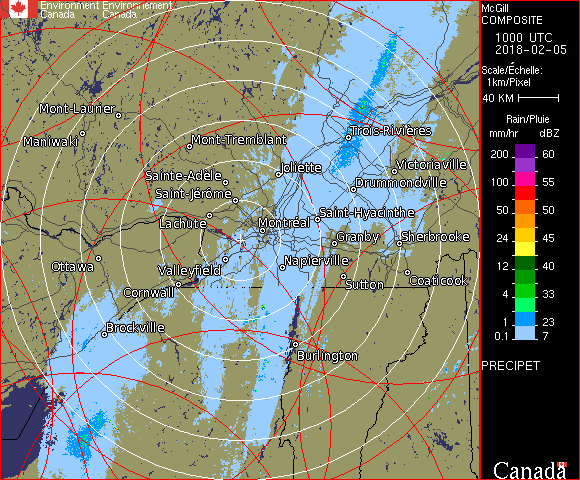 Environment Environnement
Canada Canada
McGill
COMPOSITE
1000 UTC
2018-02-05
Scale/Échelle:
1km/Pixel
40 KM
Rain/Pluie
mm/hr dBZ
200 60
100 55
50 50
50 50
24 45
12 40
4 33
1 23
0.1 7
PRECIPET
Canada
Mont-Laurier
Maniwaki
Mont-Tremblant
Trois-Rivières
Joliette
Victoriaville
Sainte-Adèle
Drummondville
Saint-Jérôme
Lachute
Saint-Hyacinthe
Montréal
Granby
Sherbrooke
Ottawa
Valleyfield
Napierville
Cornwall
Sutton
Coaticook
Brockville
Burlington